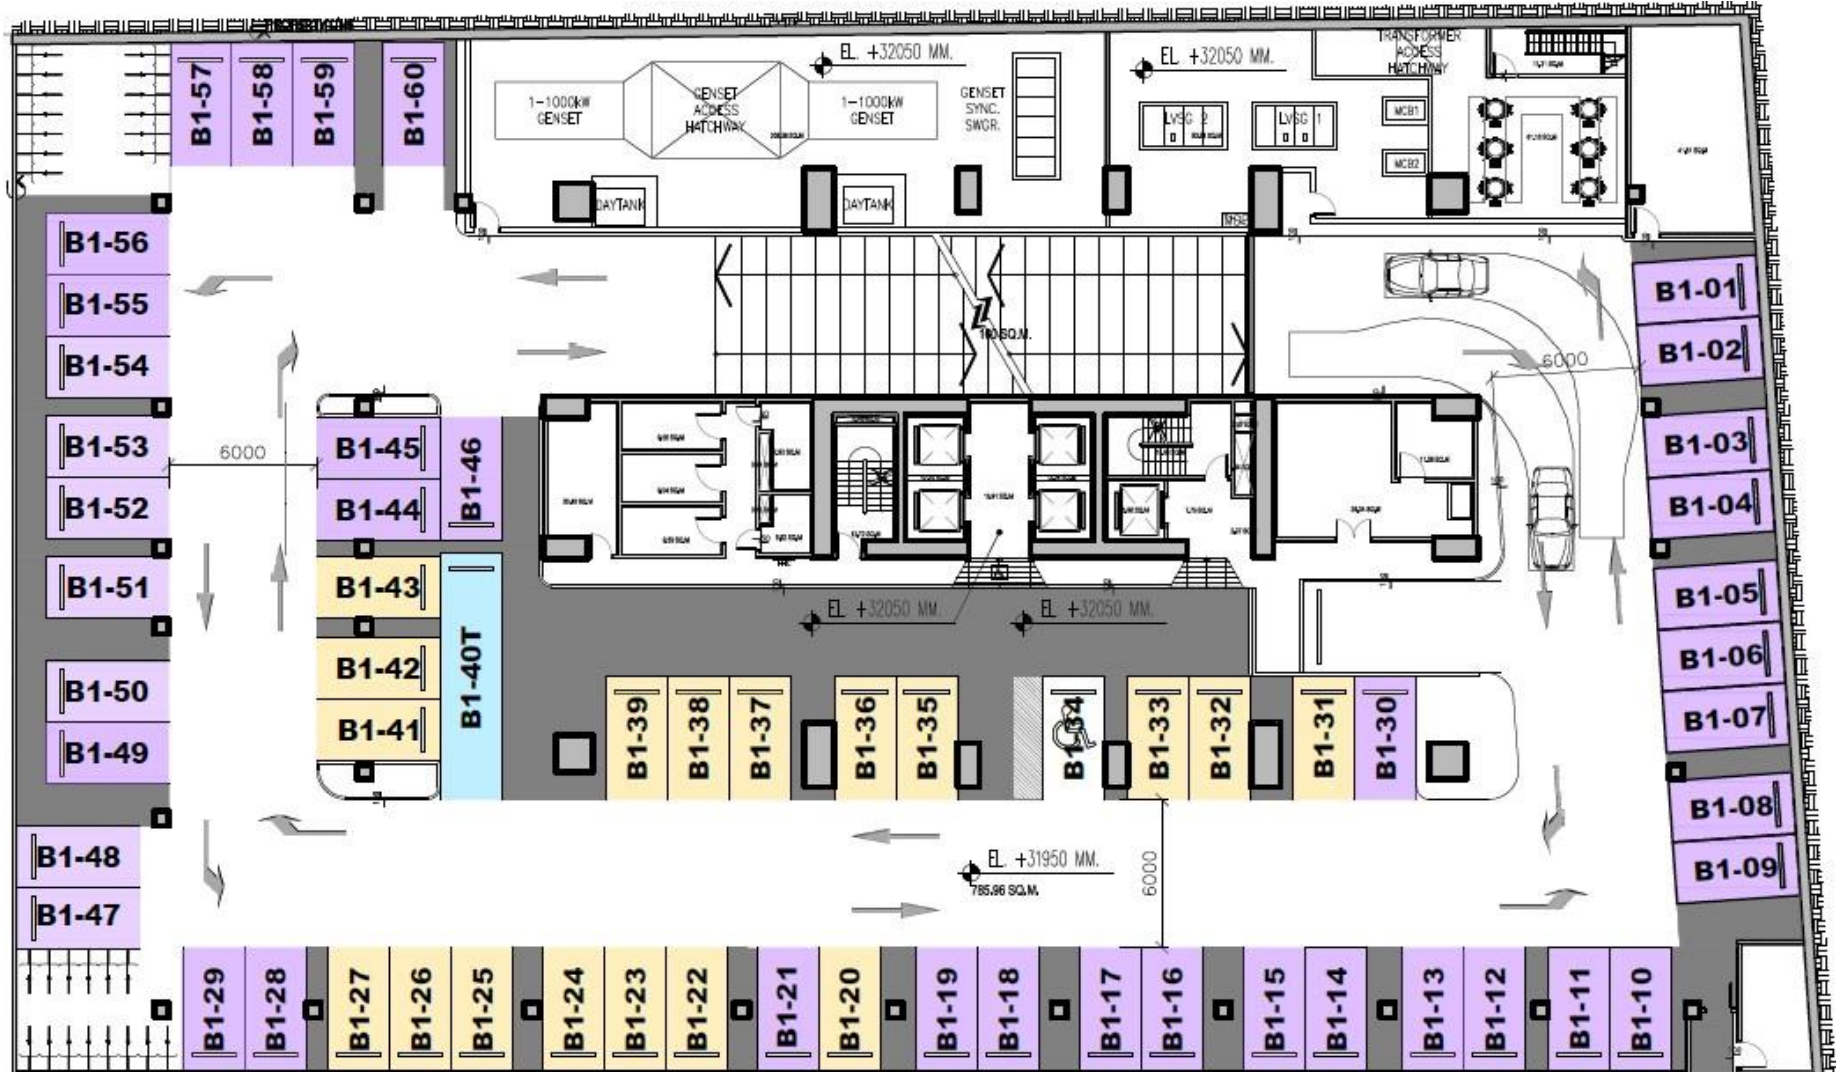 B1-57
B1-58
B1-59
B1-60
EL. +32050 MM.
EL. +32050 MM.
TRANSFORMER
ACCESS
HATCHWAY
1-1000kW
GENSET
GENSET
ACCESS
HATCHWAY
1-1000kW
GENSET
GENSET
SYNC.
SWGR.
LVSG 2
LVSG 1
MCB1
MCB2
DAYTANK
DAYTANK
B1-56
B1-55
B1-54
B1-53
B1-52
B1-51
B1-50
B1-49
B1-48
B1-47
6000
B1-45
B1-44
B1-46
B1-43
B1-42
B1-41
B1-40T
6000
B1-01
B1-02
B1-03
B1-04
B1-05
B1-06
B1-07
B1-08
B1-09
EL. +32050 MM.
EL. +32050 MM.
B1-39
B1-38
B1-37
B1-36
B1-35
B1-34
B1-33
B1-32
B1-31
B1-30
EL. +31950 MM.
785.96 SQ.M.
6000
B1-29
B1-28
B1-27
B1-26
B1-25
B1-24
B1-23
B1-22
B1-21
B1-20
B1-19
B1-18
B1-17
B1-16
B1-15
B1-14
B1-13
B1-12
B1-11
B1-10